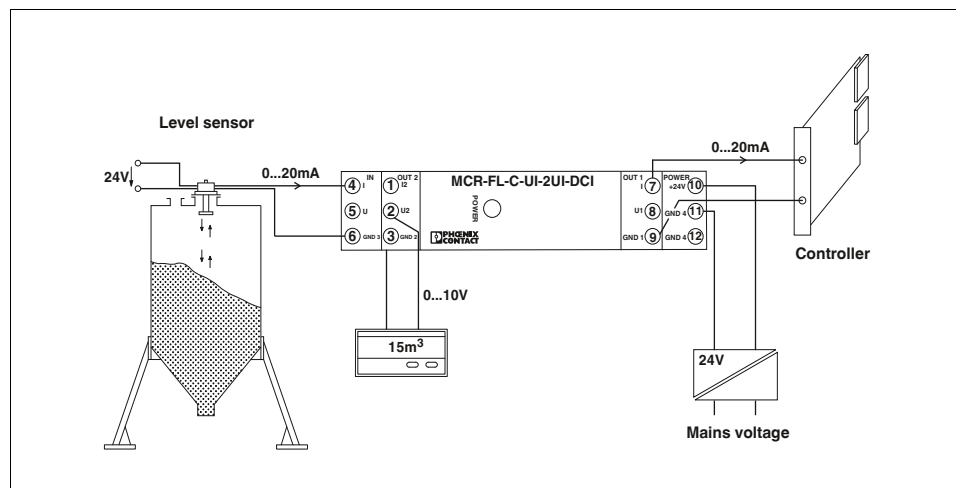 Level sensor
24V
0...20mA
4 IN I
5 U
6 GND 3
1 OUT 2 I2
2 U2
3 GND 2
MCR-FL-C-UI-2UI-DCI
POWER
PHŒNIX
CONTACT
OUT 1 I 7
U1 8
GND 1 9
POWER +24V 10
GND 4 11
GND 4 12
0...20mA
Controller
0...10V
15m³
24V
Mains voltage